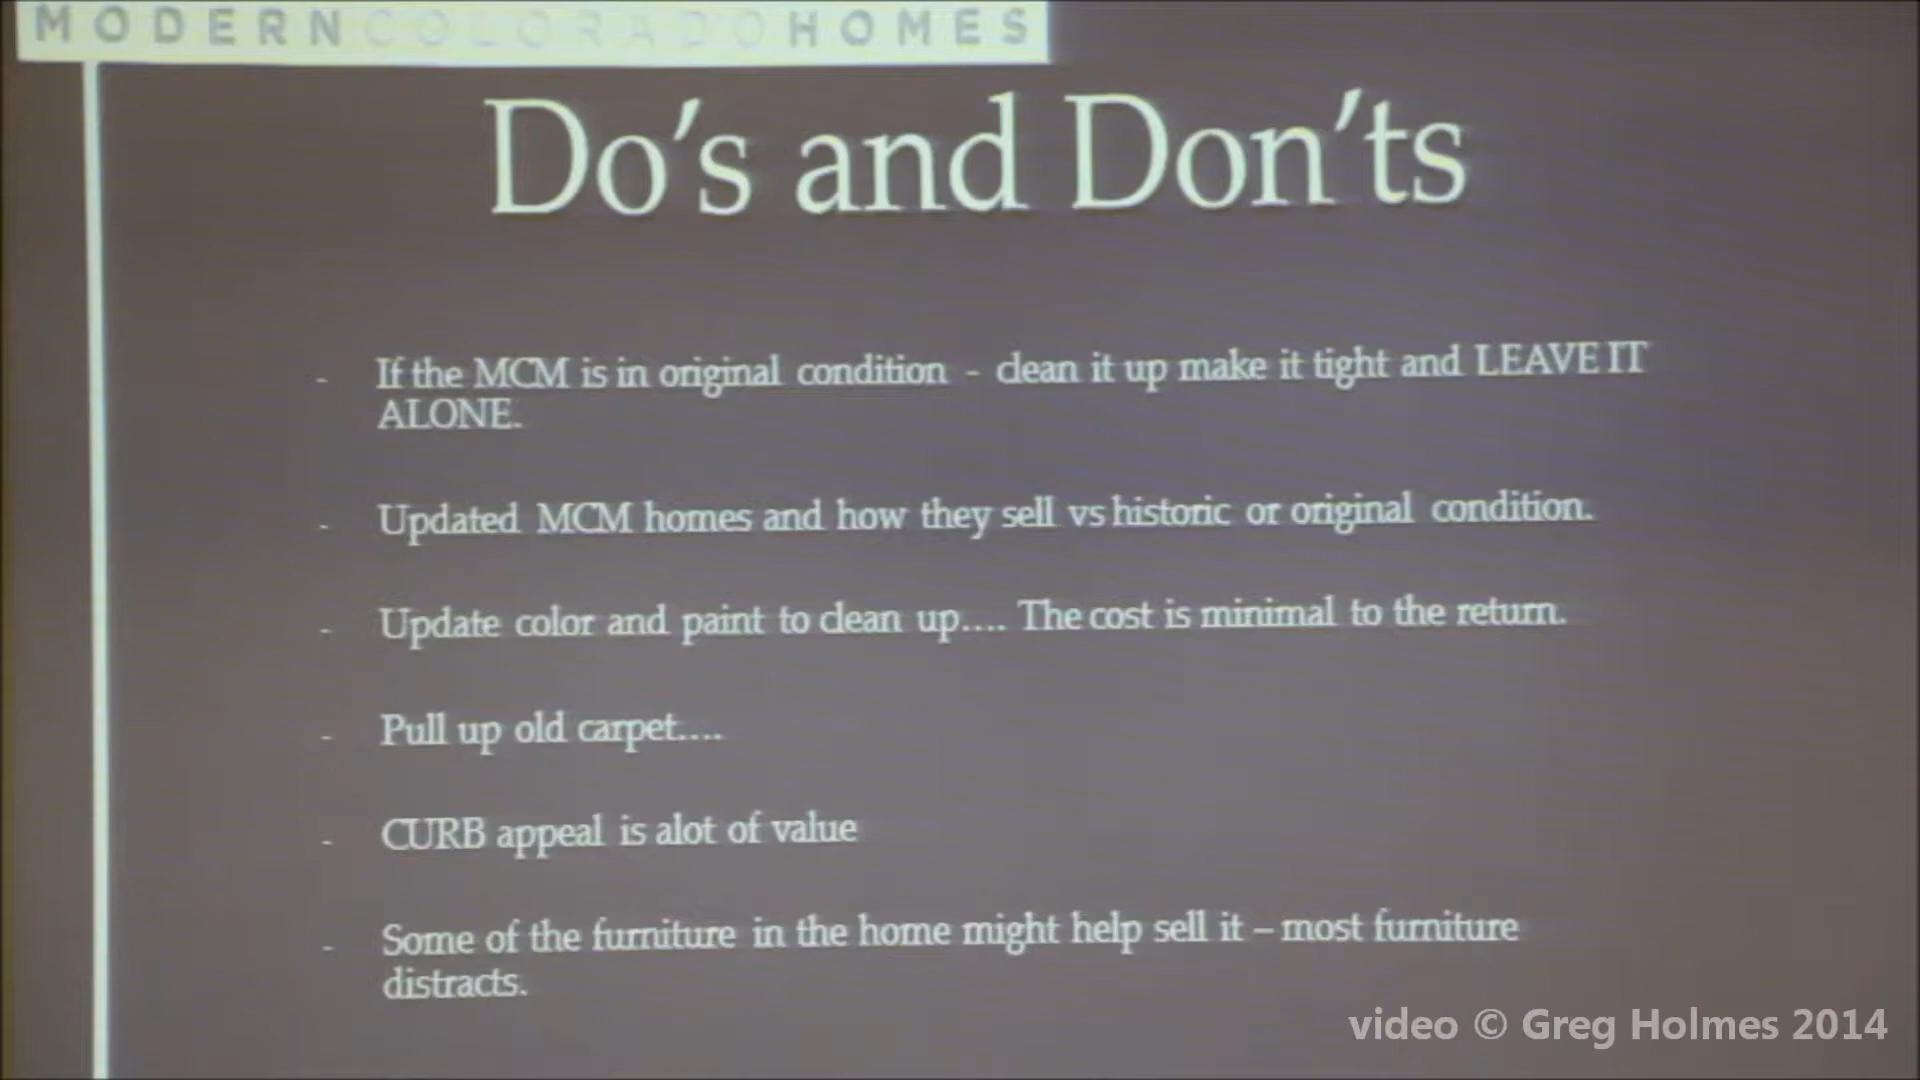 MODERNCOLORADOHOMES
Do's and Don'ts
- If the MCM is in original condition - clean it up make it tight and LEAVE IT
ALONE.
- Updated MCM homes and how they sell vs historic or original condition.
- Update color and paint to clean up.... The cost is minimal to the return.
- Pull up old carpet....
- CURB appeal is alot of value
- Some of the furniture in the home might help sell it – most furniture
distracts.
video © Greg Holmes 2014